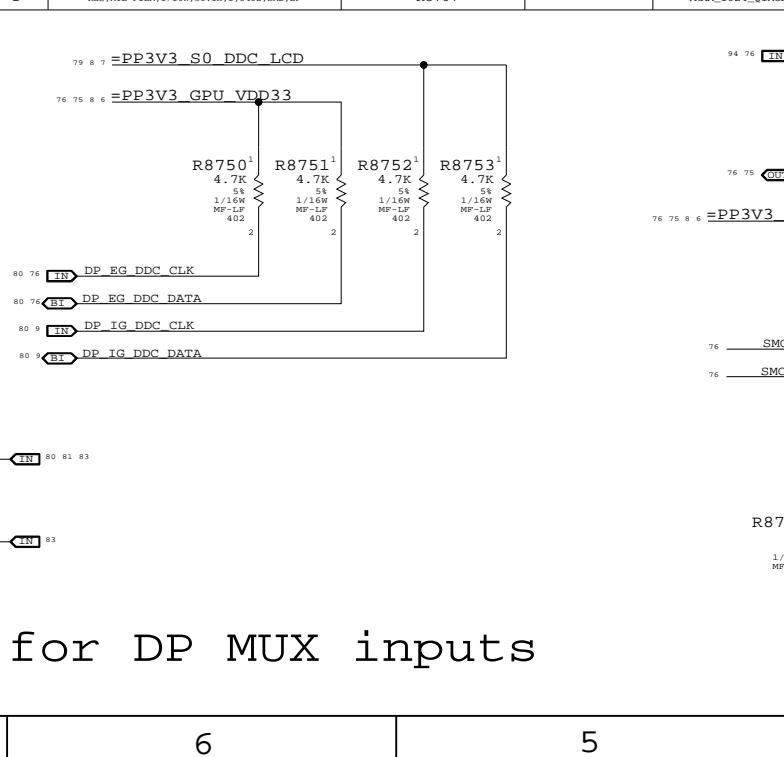 79 8 7 =PP3V3_S0_DDC_LCD
94 76 IN
76 75 8 6 =PP3V3_GPU_VDD33
R8750 1 R8751 1 R8752 1 R8753 1
4.7K 4.7K 4.7K 4.7K
5% 5% 5% 5%
1/16W 1/16W 1/16W 1/16W
MF-LF MF-LF MF-LF MF-LF
402 402 402 402
2 2 2 2
76 75
76 75 8 6 =PP3V3_
80 76 IN DP_EG_DDC_CLK
80 76 BI DP_EG_DDC_DATA
80 9 IN DP_IG_DDC_CLK
80 9 BI DP_IG_DDC_DATA
76
76
IN 80 81 83
R87
IN 83
for DP MUX inputs
6 5